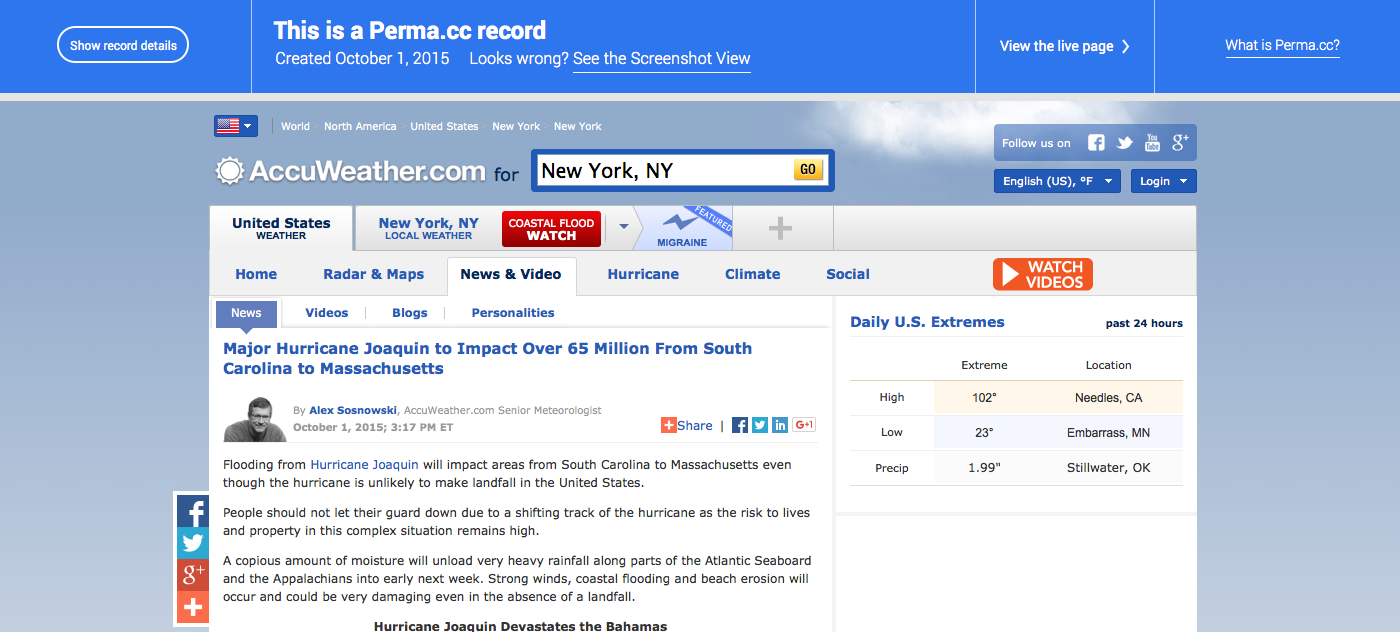 Show record details
This is a Perma.cc record
Created October 1, 2015 Looks wrong? See the Screenshot View
View the live page
What is Perma.cc?
World > North America > United States > New York > New York
Follow us on
You Tube
g+
AccuWeather.com for
New York, NY
GO
English (US), °F
Login
United States
WEATHER
New York, NY
LOCAL WEATHER
COASTAL FLOOD
WATCH
FEATURED
MIGRAINE
Home
Radar & Maps
News & Video
Hurricane
Climate
Social
WATCH
VIDEOS
News
Videos
Blogs
Personalities
Major Hurricane Joaquin to Impact Over 65 Million From South
Carolina to Massachusetts
By Alex Sosnowski, AccuWeather.com Senior Meteorologist
October 1, 2015; 3:17 PM ET
Share |
G+1
Flooding from Hurricane Joaquin will impact areas from South Carolina to Massachusetts even
though the hurricane is unlikely to make landfall in the United States.
People should not let their guard down due to a shifting track of the hurricane as the risk to lives
and property in this complex situation remains high.
A copious amount of moisture will unload very heavy rainfall along parts of the Atlantic Seaboard
and the Appalachians into early next week. Strong winds, coastal flooding and beach erosion will
occur and could be very damaging even in the absence of a landfall.
Hurricane Joaquin Devastates the Bahamas
g+
Daily U.S. Extremes
past 24 hours
Extreme Location
High 102° Needles, CA
Low 23° Embarrass, MN
Precip 1.99" Stillwater, OK